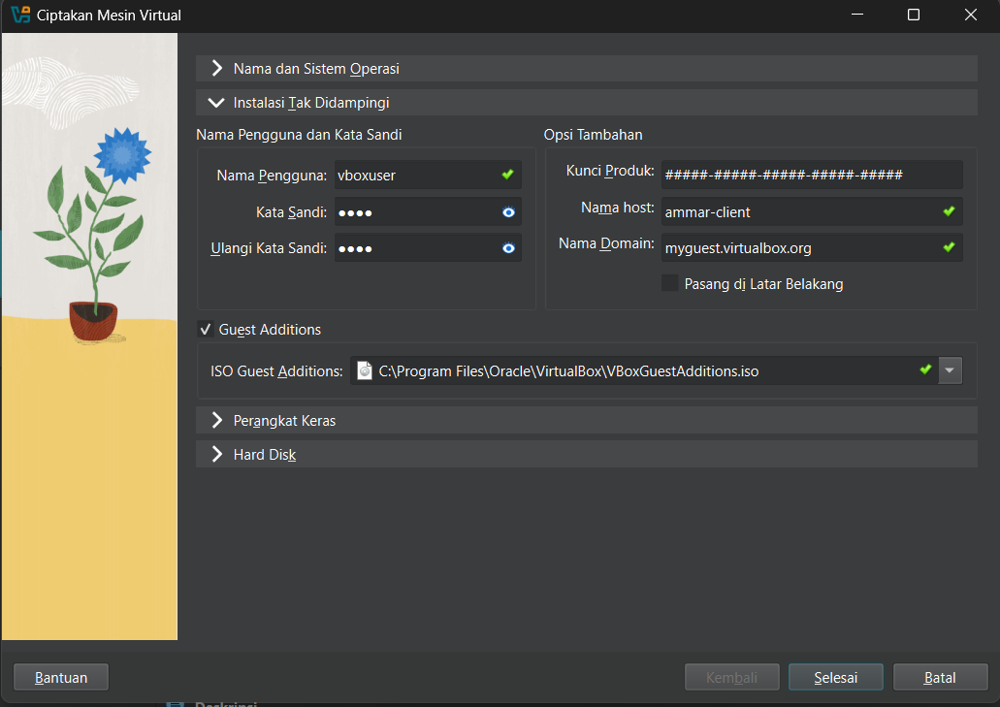 Ciptakan Mesin Virtual
Nama dan Sistem Operasi
Instalasi Tak Didampingi
Nama Pengguna dan Kata Sandi
Nama Pengguna: vboxuser
Kata Sandi: ●●●●
Ulangi Kata Sandi: ●●●●
Opsi Tambahan
Kunci Produk: #####-#####-#####-#####-#####
Nama host: ammar-client
Nama Domain: myguest.virtualbox.org
Pasang di Latar Belakang
Guest Additions
ISO Guest Additions: C:\Program Files\Oracle\VirtualBox\VBoxGuestAdditions.iso
Perangkat Keras
Hard Disk
Bantuan Kembali Selesai Batal